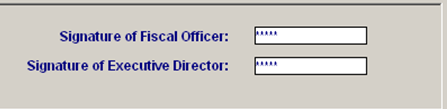 Signature of Fiscal Officer: *****
Signature of Executive Director: *****